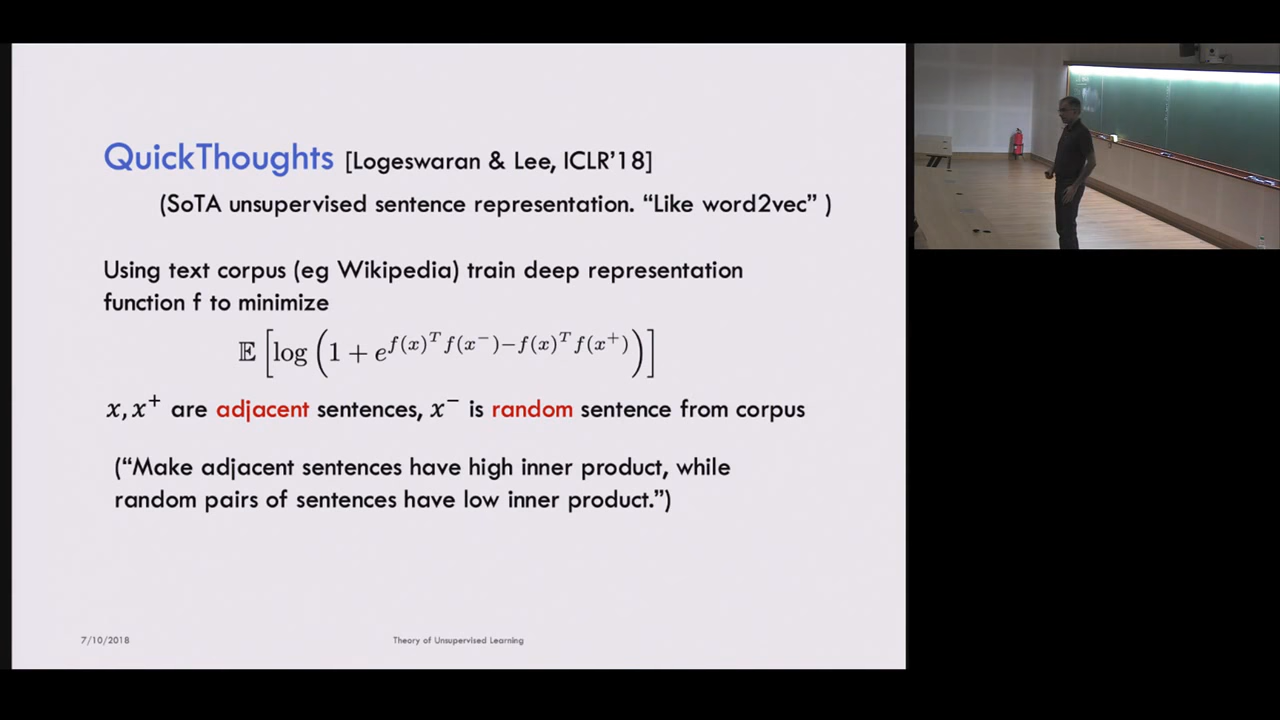 QuickThoughts [Logeswaran & Lee, ICLR’18]
(SoTA unsupervised sentence representation. “Like word2vec” )
Using text corpus (eg Wikipedia) train deep representation
function f to minimize
𝔼 [log (1 + e^{f(x)^T f(x^-) − f(x)^T f(x^+)})]
x, x⁺ are adjacent sentences, x⁻ is random sentence from corpus
(“Make adjacent sentences have high inner product, while
random pairs of sentences have low inner product.”)
7/10/2018
Theory of Unsupervised Learning